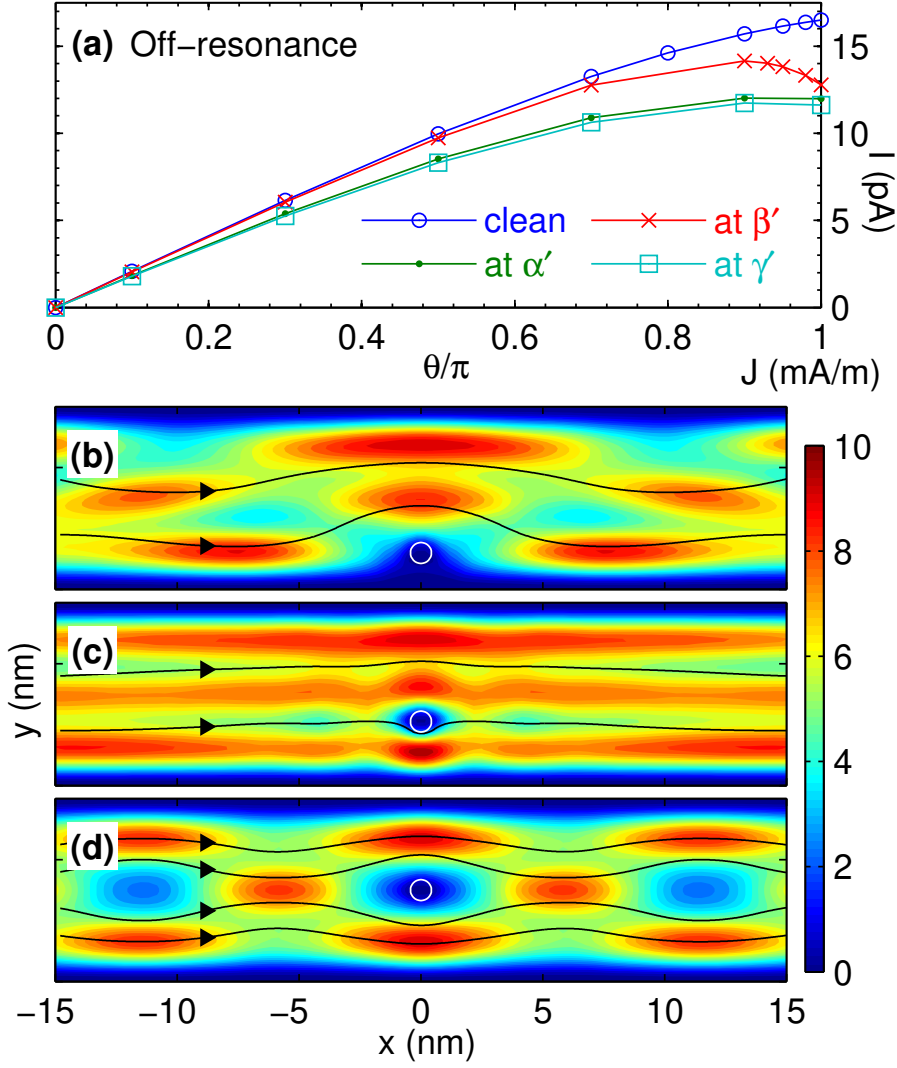 (a) Off−resonance
15
10
5
0
I (pA)
clean
at β′
at α′
at γ′
0
0.2
0.4
0.6
0.8
1
θ/π
J (mA/m)
(b)
(c)
(d)
y (nm)
10
8
6
4
2
0
−15
−10
−5
0
5
10
15
x (nm)